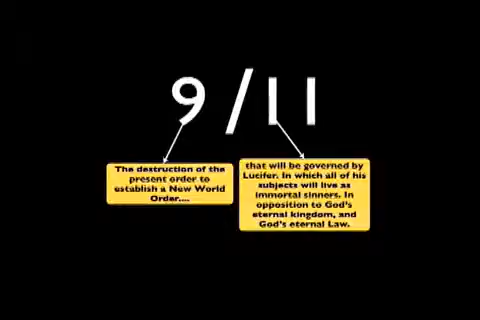 9/11
The destruction of the
present order to
establish a New World
Order....
that will be governed by
Lucifer. In which all of his
subjects will live as
immortal sinners. In
opposition to God's
eternal kingdom, and
God's eternal Law.